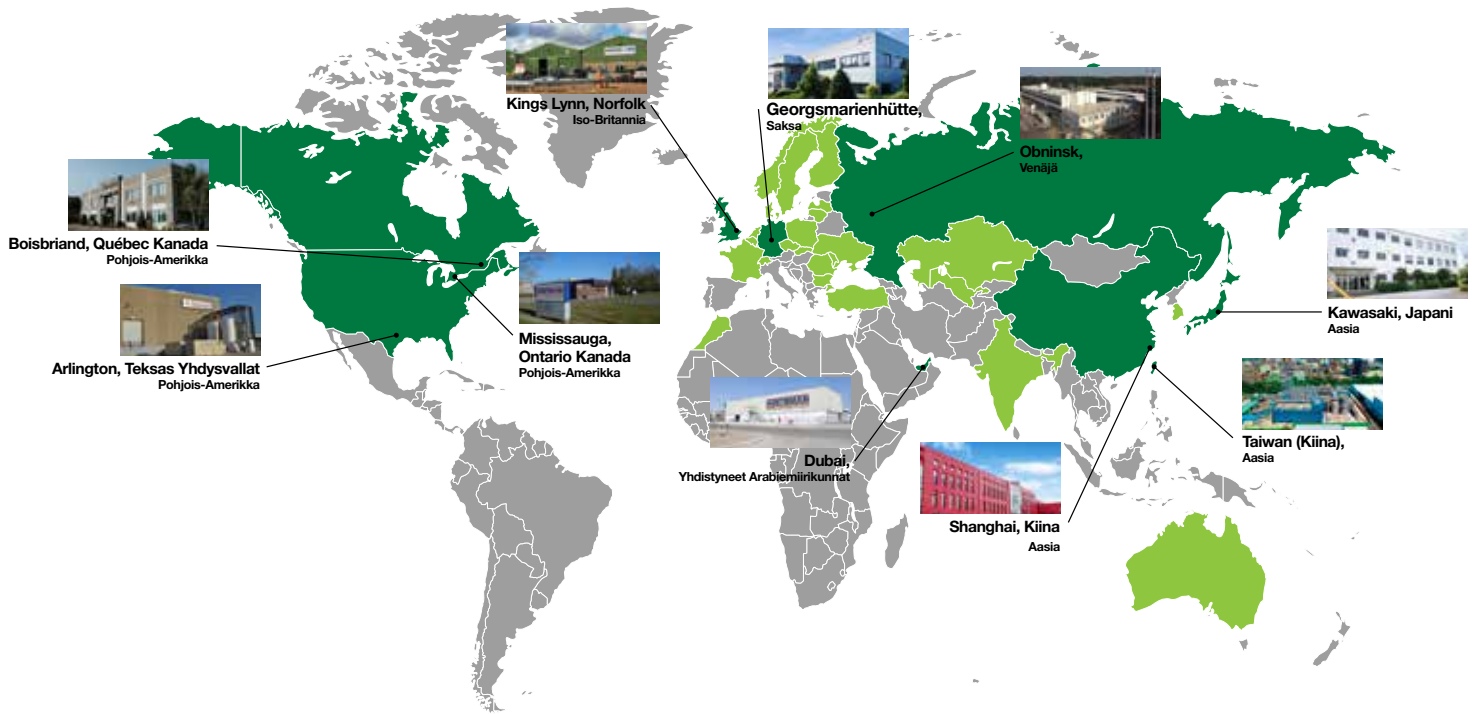 Kings Lynn, Norfolk
Iso-Britannia
Georgsmarienhütte,
Saksa
Obninsk,
Venäjä
Boisbriand, Québec Kanada
Pohjois-Amerikka
Arlington, Teksas Yhdysvallat
Pohjois-Amerikka
Mississauga,
Ontario Kanada
Pohjois-Amerikka
Kawasaki, Japani
Aasia
Taiwan (Kiina),
Aasia
Dubai,
Yhdistyneet Arabiemiirikunnat
Shanghai, Kiina
Aasia